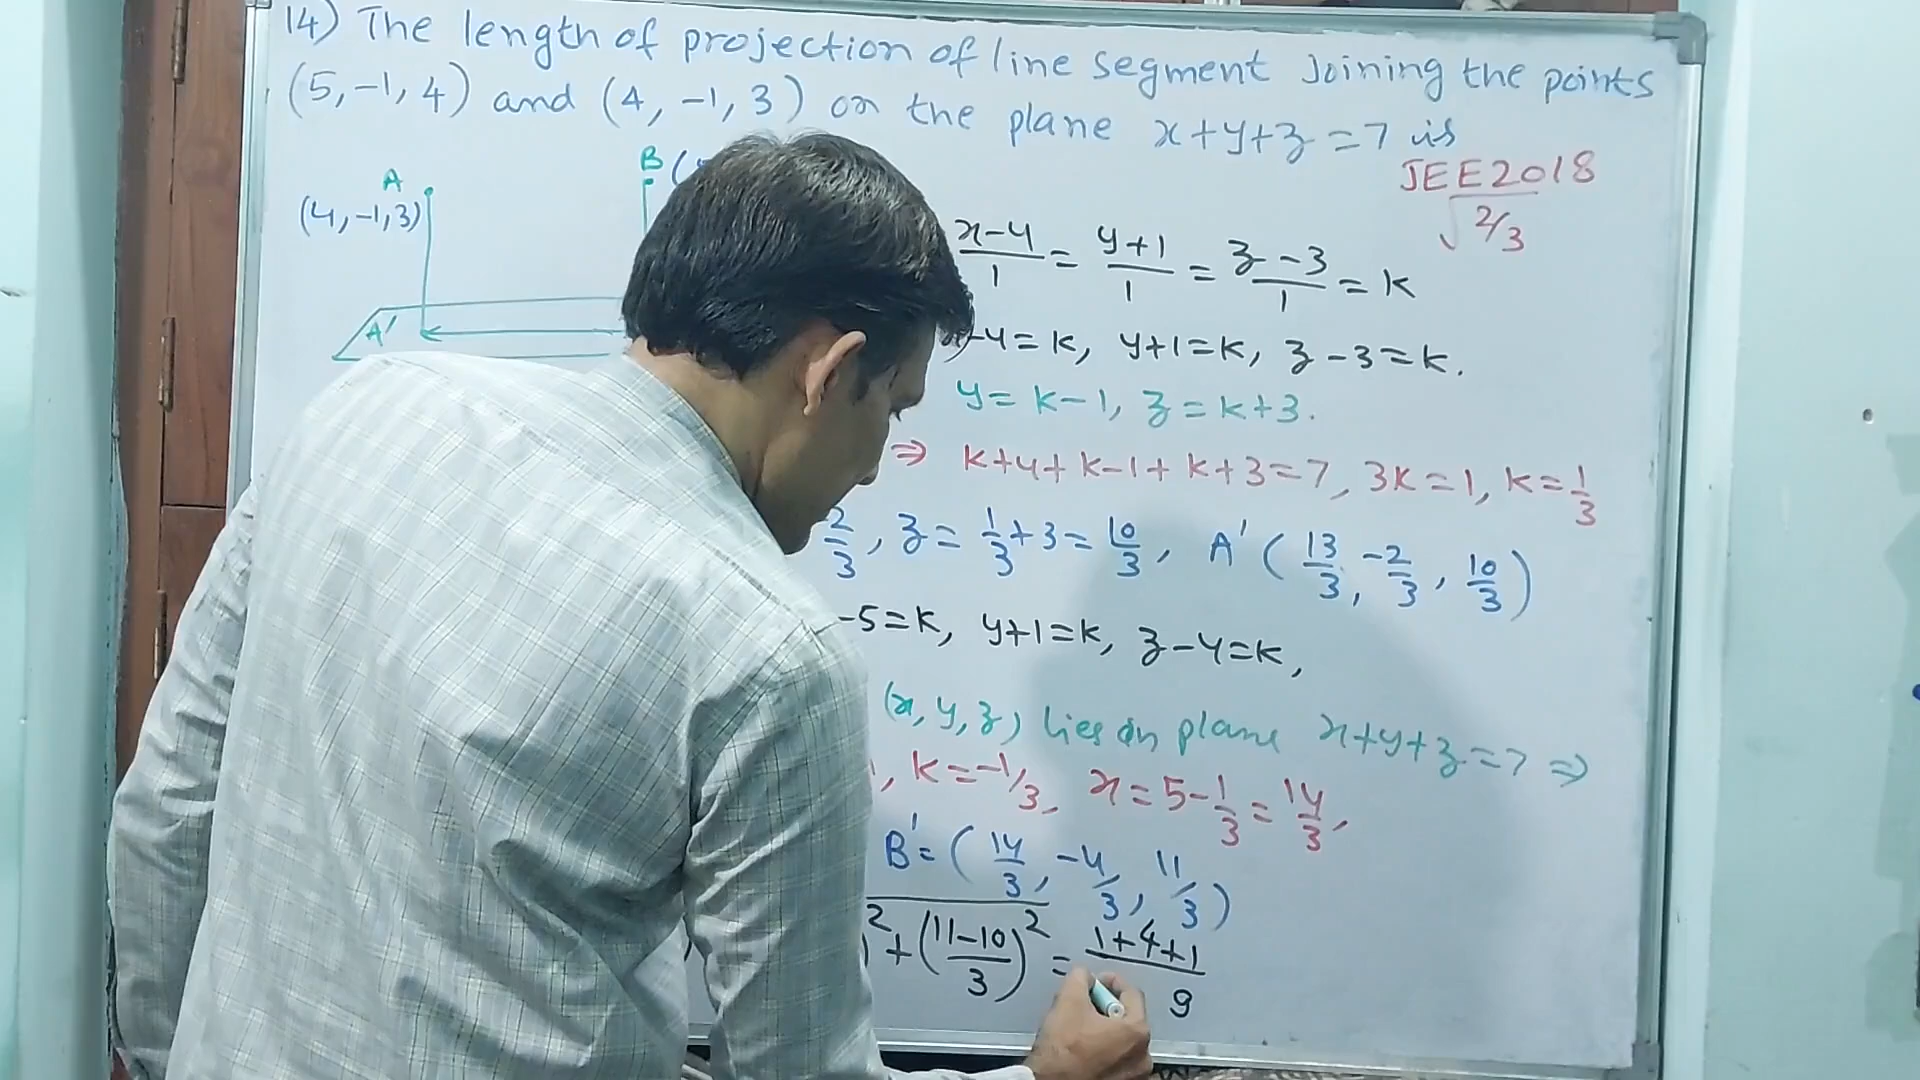 14) The length of projection of line segment Joining the points
(5,-1,4) and (4,-1,3) on the plane x+y+z=7 is
JEE2018
√2/3
A
(4,-1,3)
B (
A'
x-4/1 = y+1/1 = z-3/1 = k
x-4=k, y+1=k, z-3=k.
y=k-1, z=k+3.
⇒ k+4+k-1+k+3=7, 3k=1, k=1/3
2/3, z=1/3+3=10/3, A'(13/3, -2/3, 10/3)
-5=k, y+1=k, z-4=k,
(x,y,z) lies on plane x+y+z=7 ⇒
, k=-1/3, x=5-1/3=14/3,
B'=(14/3, -4/3, 11/3)
)²+(11-10/3)² = 1+4+1/9